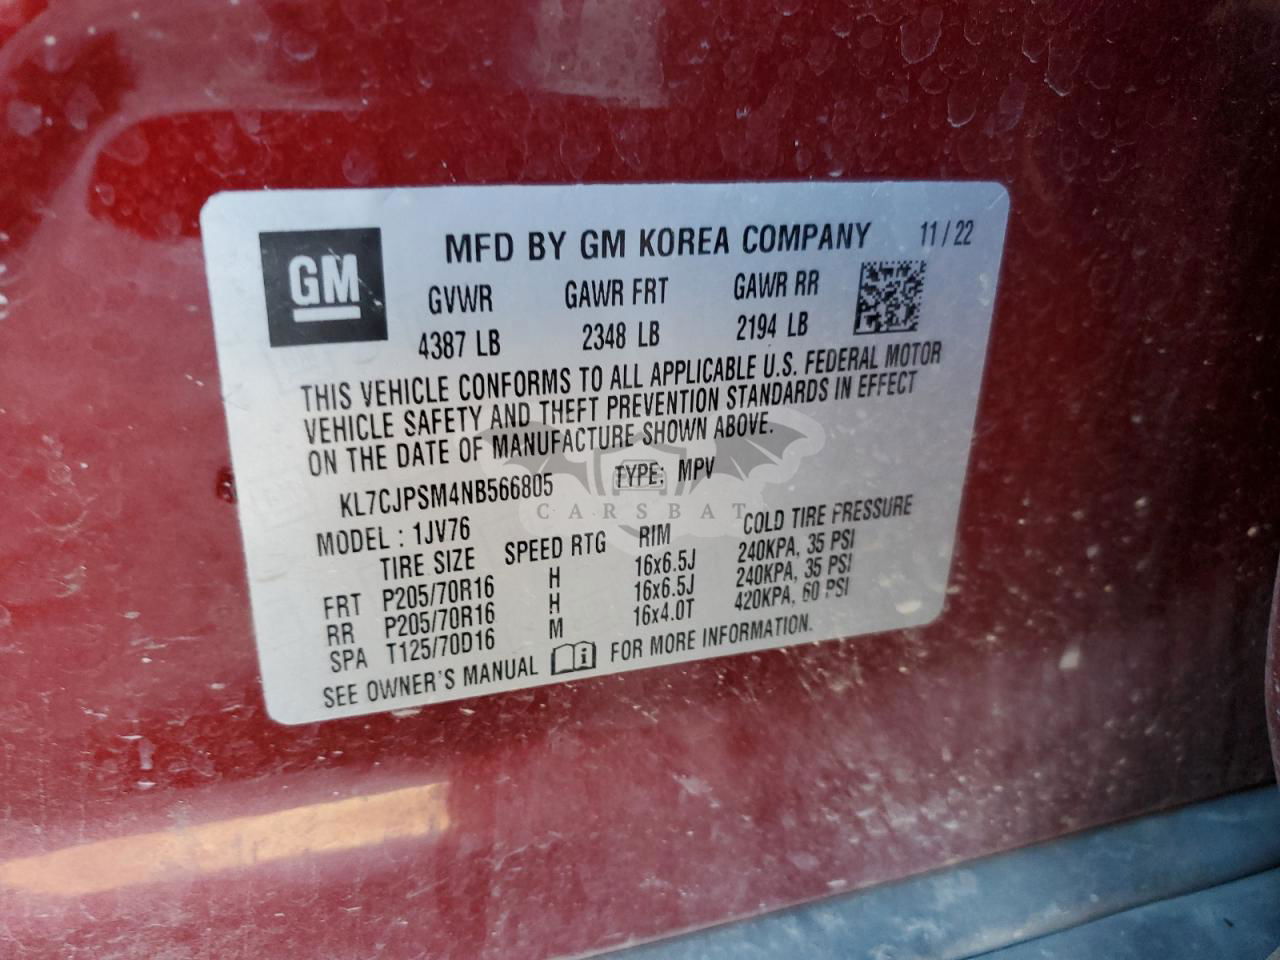 GM
MFD BY GM KOREA COMPANY 11/22
GVWR GAWR FRT GAWR RR
4387 LB 2348 LB 2194 LB
THIS VEHICLE CONFORMS TO ALL APPLICABLE U.S. FEDERAL MOTOR
VEHICLE SAFETY AND THEFT PREVENTION STANDARDS IN EFFECT
ON THE DATE OF MANUFACTURE SHOWN ABOVE.
KL7CJPSM4NB566805 TYPE: MPV
CARSBAT
MODEL : 1JV76
TIRE SIZE SPEED RTG RIM COLD TIRE PRESSURE
FRT P205/70R16 H 16x6.5J 240KPA, 35 PSI
RR P205/70R16 H 16x6.5J 240KPA, 35 PSI
SPA T125/70D16 M 16x4.0T 420KPA, 60 PSI
SEE OWNER'S MANUAL i FOR MORE INFORMATION.